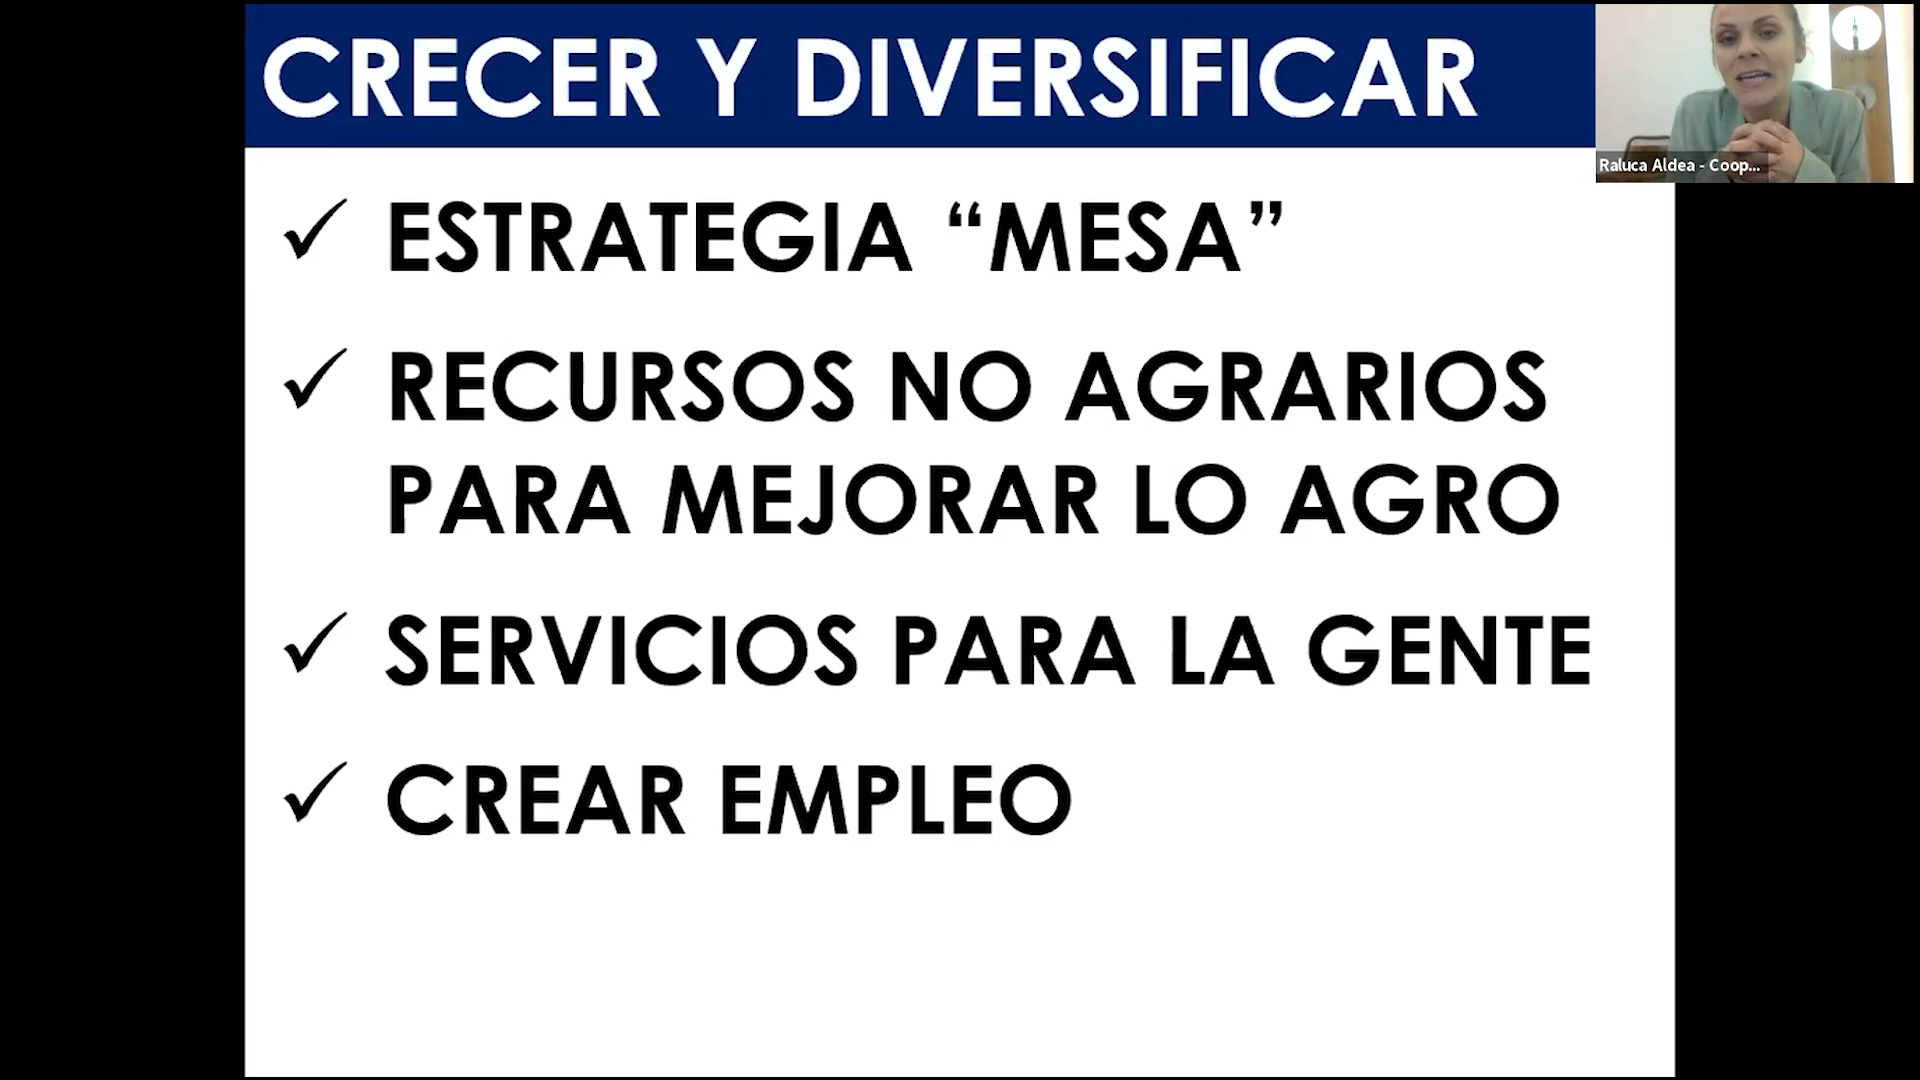 CRECER Y DIVERSIFICAR
Raluca Aldea - Coop...
✓ ESTRATEGIA “MESA”
✓ RECURSOS NO AGRARIOS
PARA MEJORAR LO AGRO
✓ SERVICIOS PARA LA GENTE
✓ CREAR EMPLEO